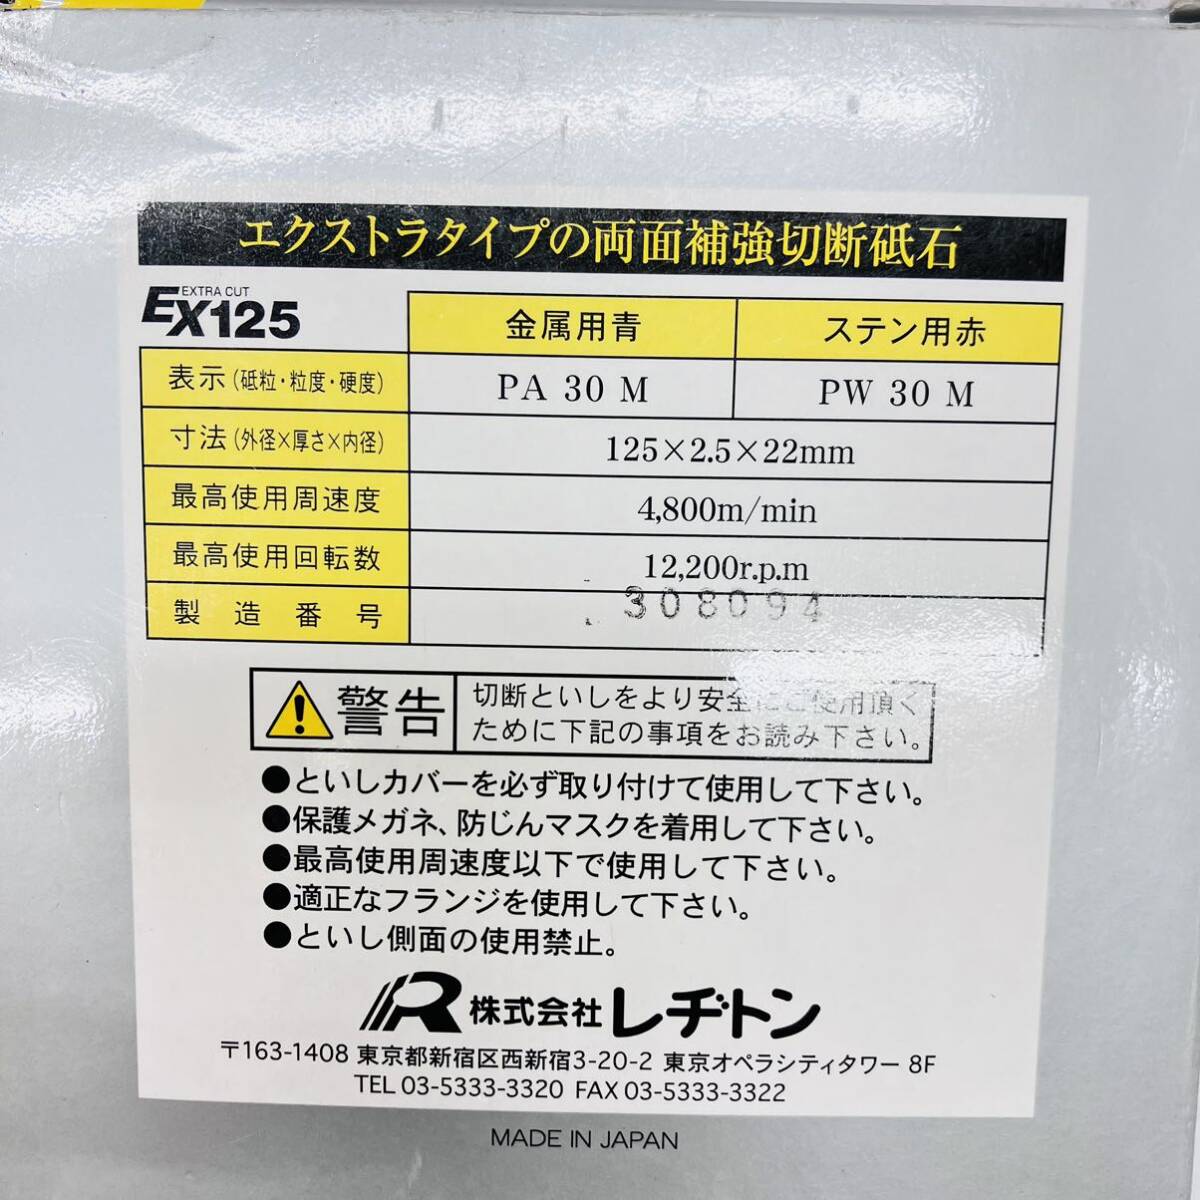 エクストラタイプの両面補強切断砥石
EXTRA CUT
EX125
金属用青 ステン用赤
表示(砥粒・粒度・硬度) PA 30 M PW 30 M
寸法(外径×厚さ×内径) 125×2.5×22mm
最高使用周速度 4,800m/min
最高使用回転数 12,200r.p.m
製造番号 308094
警告 切断といしをより安全にご使用頂く
ために下記の事項をお読み下さい。
●といしカバーを必ず取り付けて使用して下さい。
●保護メガネ、防じんマスクを着用して下さい。
●最高使用周速度以下で使用して下さい。
●適正なフランジを使用して下さい。
●といし側面の使用禁止。
R 株式会社レヂトン
〒163-1408 東京都新宿区西新宿3-20-2 東京オペラシティタワー 8F
TEL 03-5333-3320 FAX 03-5333-3322
MADE IN JAPAN